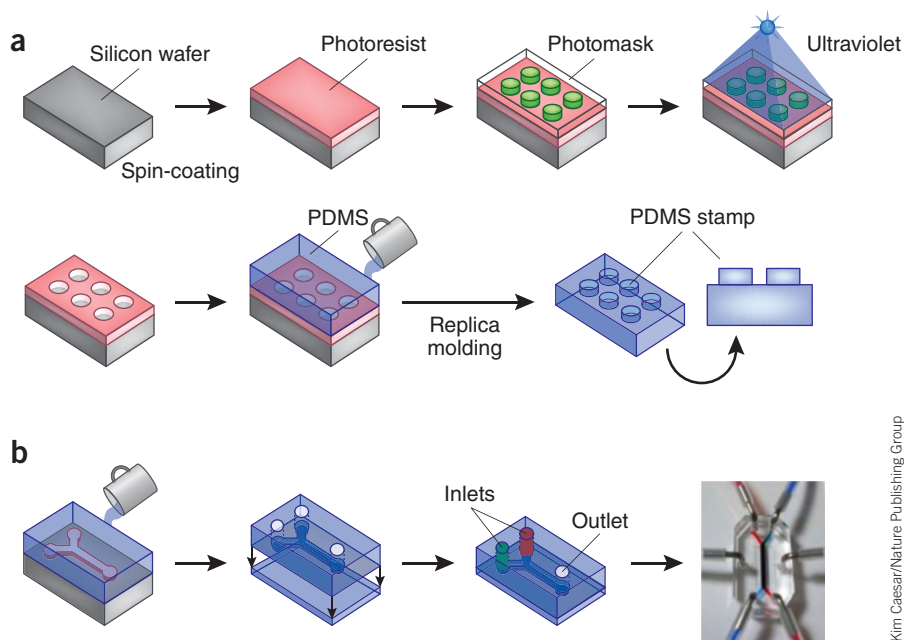 a
Silicon wafer
Photoresist
Photomask
Ultraviolet
Spin-coating
PDMS
PDMS stamp
Replica
molding
b
Inlets
Outlet
Kim Caesar/Nature Publishing Group